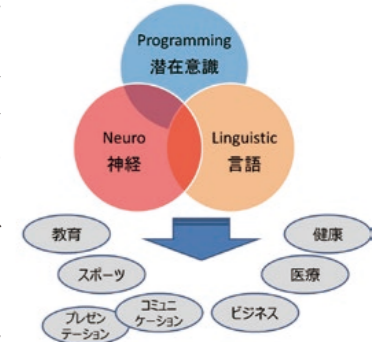 Programming
潜在意識
Neuro
神経
Linguistic
言語
教育
健康
スポーツ
医療
プレゼン
テーション
コミュニ
ケーション
ビジネス